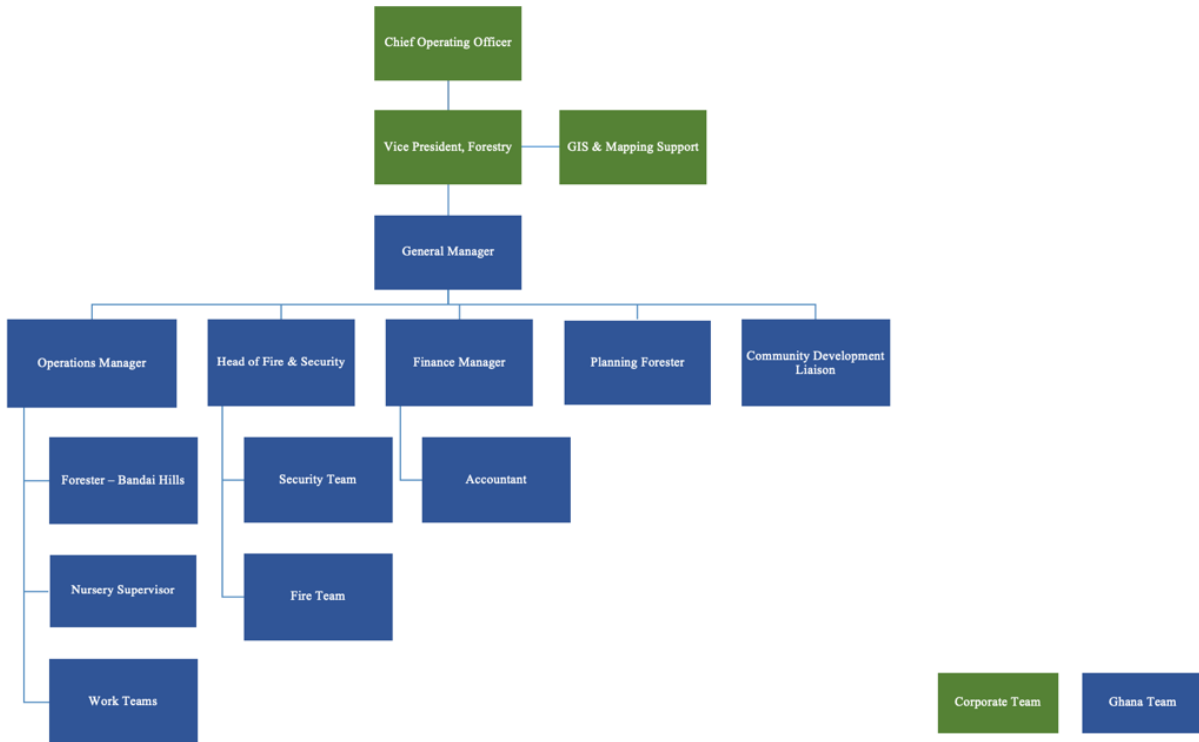 Chief Operating Officer
Vice President, Forestry
GIS & Mapping Support
General Manager
Operations Manager
Head of Fire & Security
Finance Manager
Planning Forester
Community Development
Liaison
Forester – Bandai Hills
Security Team
Accountant
Nursery Supervisor
Fire Team
Work Teams
Corporate Team
Ghana Team